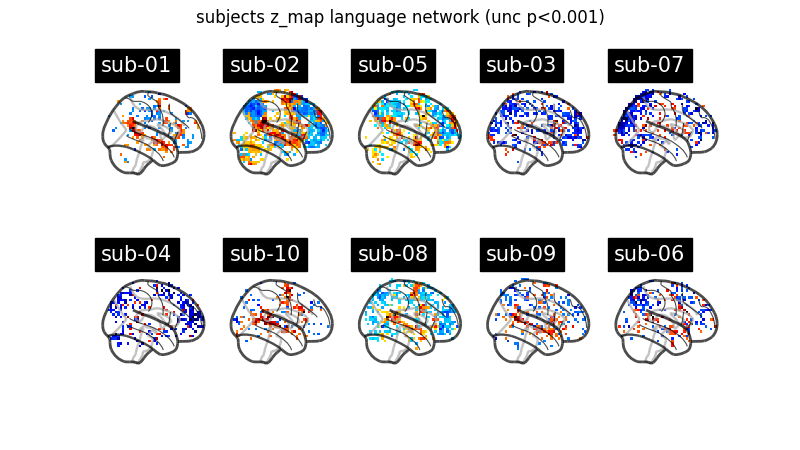 subjects z_map language network (unc p<0.001)
sub-01
sub-02
sub-05
sub-03
sub-07
sub-04
sub-10
sub-08
sub-09
sub-06